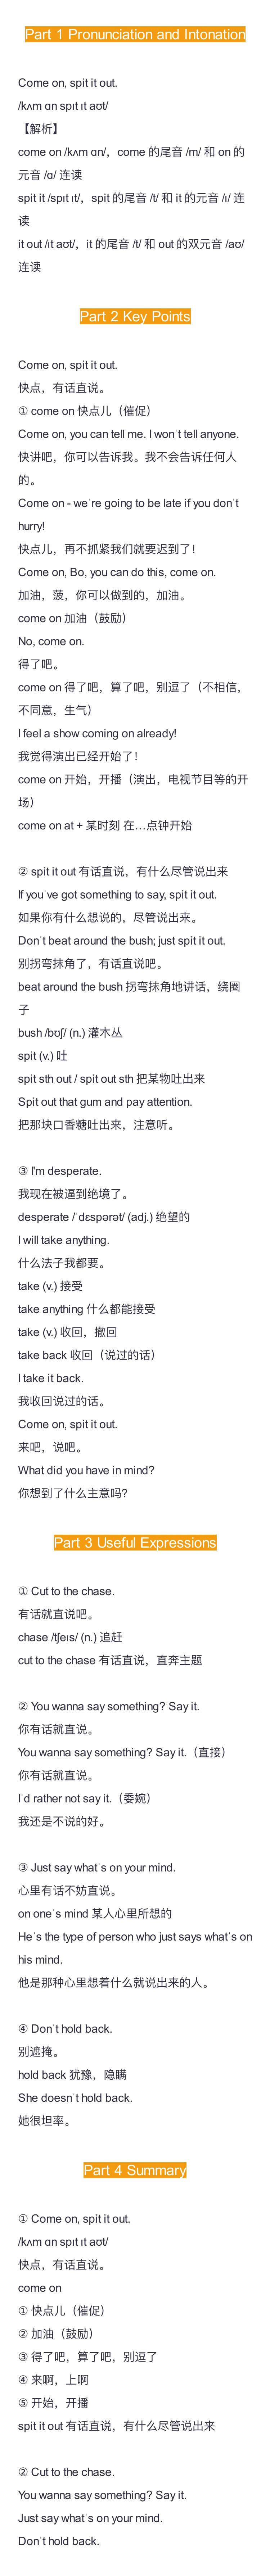 Part 1 Pronunciation and Intonation
Come on, spit it out.
/kʌm ɑn spɪt ɪt aʊt/
【解析】
come on /kʌm ɑn/，come 的尾音 /m/ 和 on 的
元音 /ɑ/ 连读
spit it /spɪt ɪt/，spit 的尾音 /t/ 和 it 的元音 /ɪ/ 连
读
it out /ɪt aʊt/，it 的尾音 /t/ 和 out 的双元音 /aʊ/
连读
Part 2 Key Points
Come on, spit it out.
快点，有话直说。
① come on 快点儿（催促）
Come on, you can tell me. I won't tell anyone.
快讲吧，你可以告诉我。我不会告诉任何人
的。
Come on - we're going to be late if you don't
hurry!
快点儿，再不抓紧我们就要迟到了！
Come on, Bo, you can do this, come on.
加油，菠，你可以做到的，加油。
come on 加油（鼓励）
No, come on.
得了吧。
come on 得了吧，算了吧，别逗了（不相信，
不同意，生气）
I feel a show coming on already!
我觉得演出已经开始了！
come on 开始，开播（演出，电视节目等的开
场）
come on at + 某时刻 在…点钟开始
② spit it out 有话直说，有什么尽管说出来
If you've got something to say, spit it out.
如果你有什么想说的，尽管说出来。
Don't beat around the bush; just spit it out.
别拐弯抹角了，有话直说吧。
beat around the bush 拐弯抹角地讲话，绕圈
子
bush /bʊʃ/ (n.) 灌木丛
spit (v.) 吐
spit sth out / spit out sth 把某物吐出来
Spit out that gum and pay attention.
把那块口香糖吐出来，注意听。
③ I'm desperate.
我现在被逼到绝境了。
desperate /ˈdɛspərət/ (adj.) 绝望的
I will take anything.
什么法子我都要。
take (v.) 接受
take anything 什么都能接受
take (v.) 收回，撤回
take back 收回（说过的话）
I take it back.
我收回说过的话。
Come on, spit it out.
来吧，说吧。
What did you have in mind?
你想到了什么主意吗?
Part 3 Useful Expressions
① Cut to the chase.
有话就直说吧。
chase /tʃeɪs/ (n.) 追赶
cut to the chase 有话直说，直奔主题
② You wanna say something? Say it.
你有话就直说。
You wanna say something? Say it.（直接）
你有话就直说。
I'd rather not say it.（委婉）
我还是不说的好。
③ Just say what's on your mind.
心里有话不妨直说。
on one's mind 某人心里所想的
He's the type of person who just says what's on
his mind.
他是那种心里想着什么就说出来的人。
④ Don't hold back.
别遮掩。
hold back 犹豫，隐瞒
She doesn't hold back.
她很坦率。
Part 4 Summary
① Come on, spit it out.
/kʌm ɑn spɪt ɪt aʊt/
快点，有话直说。
come on
① 快点儿（催促）
② 加油（鼓励）
③ 得了吧，算了吧，别逗了
④ 来啊，上啊
⑤ 开始，开播
spit it out 有话直说，有什么尽管说出来
② Cut to the chase.
You wanna say something? Say it.
Just say what's on your mind.
Don't hold back.